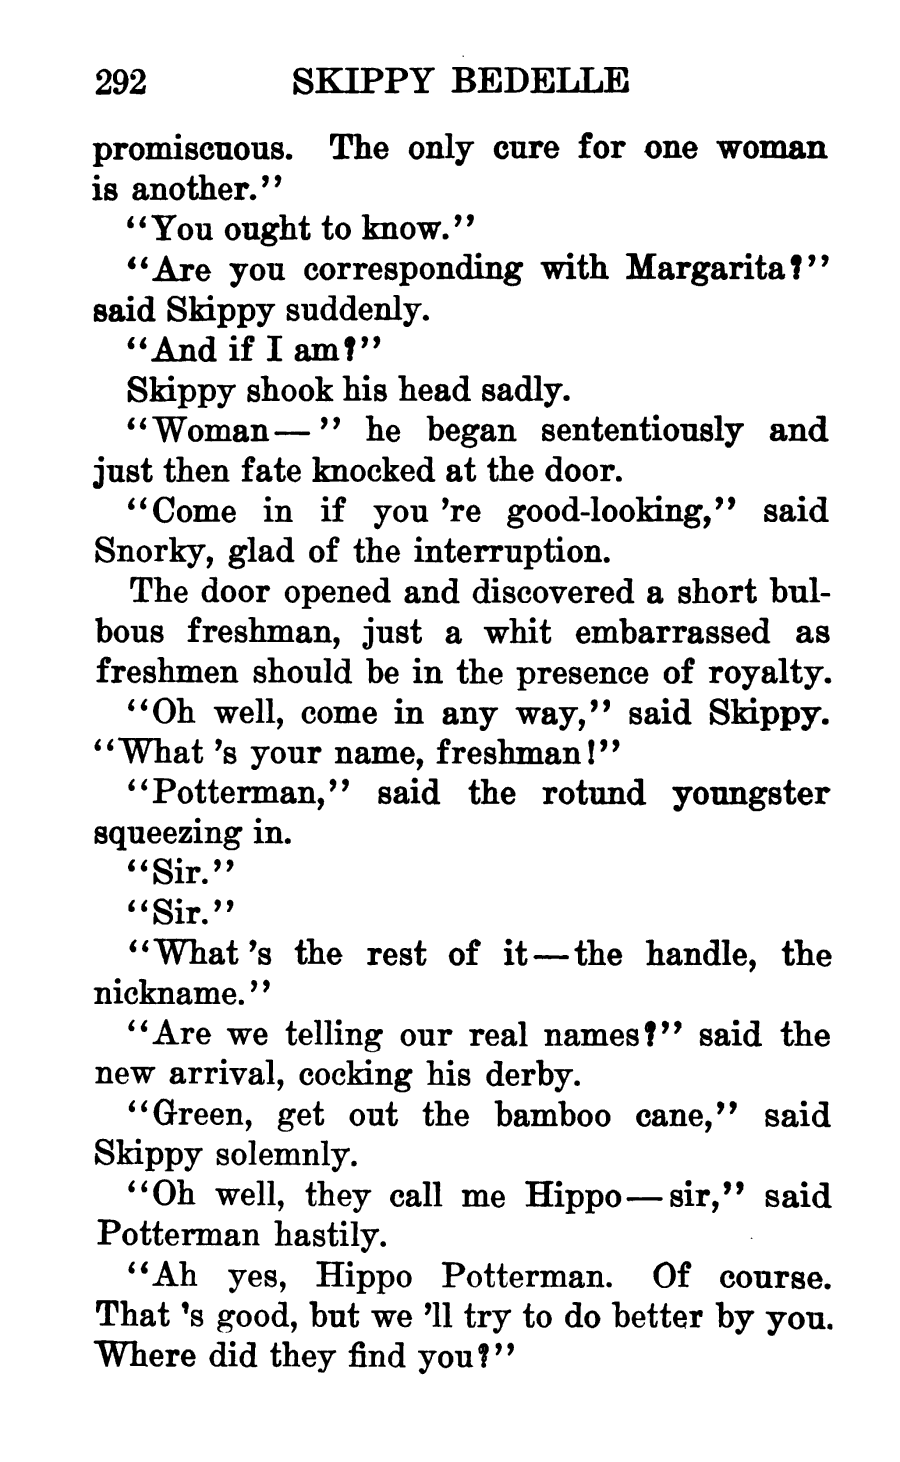 292 SKIPPY BEDELLE
promiscuous. The only cure for one woman
is another.”
“You ought to know.”
“Are you corresponding with Margarita?”
said Skippy suddenly.
“And if I am?”
Skippy shook his head sadly.
“Woman— ” he began sententiously and
just then fate knocked at the door.
“Come in if you ’re good-looking,” said
Snorky, glad of the interruption.
The door opened and discovered a short bul-
bous freshman, just a whit embarrassed as
freshmen should be in the presence of royalty.
“Oh well, come in any way,” said Skippy.
“What ’s your name, freshman!”
“Potterman,” said the rotund youngster
squeezing in.
“Sir.”
“Sir.”
“What ’s the rest of it—the handle, the
nickname.”
“Are we telling our real names?” said the
new arrival, cocking his derby.
“Green, get out the bamboo cane,” said
Skippy solemnly.
“Oh well, they call me Hippo—sir,” said
Potterman hastily.
“Ah yes, Hippo Potterman. Of course.
That ’s good, but we ’ll try to do better by you.
Where did they find you?”